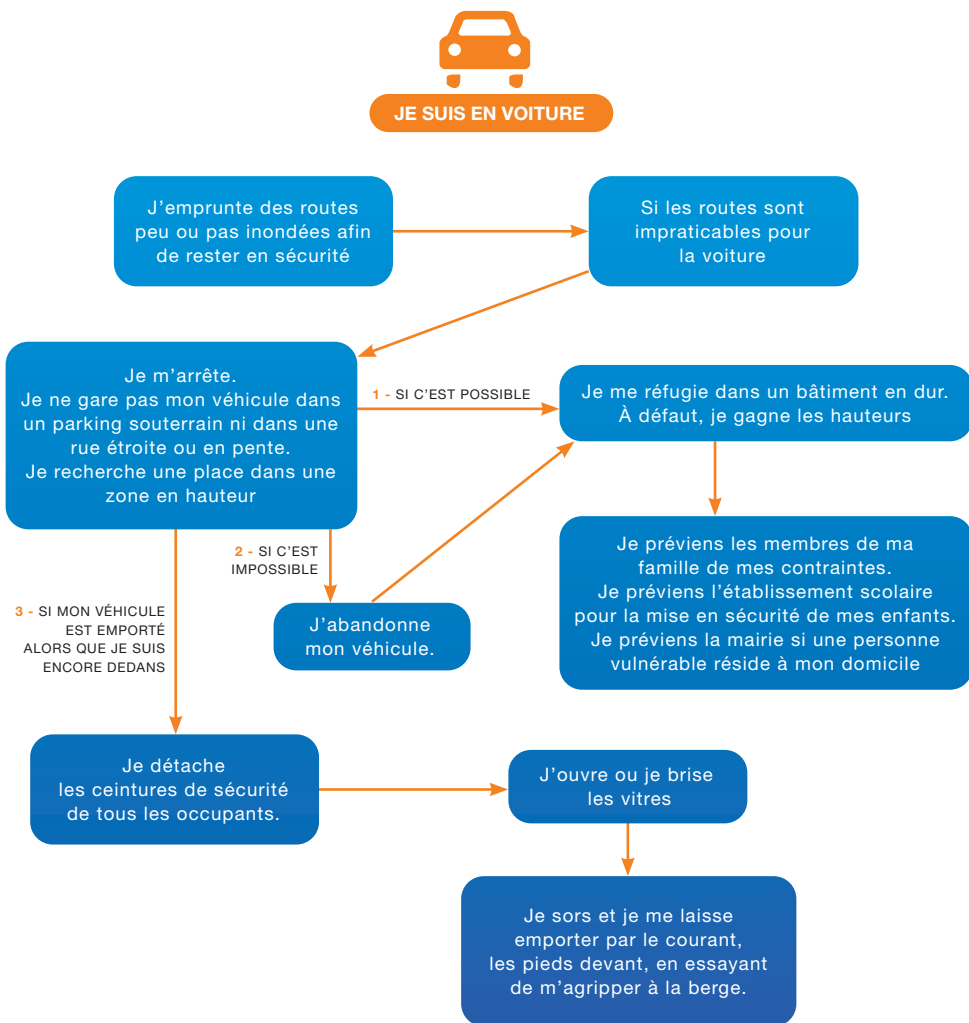 JE SUIS EN VOITURE
J’emprunte des routes
peu ou pas inondées afin
de rester en sécurité
Si les routes sont
impraticables pour
la voiture
Je m’arrête.
Je ne gare pas mon véhicule dans
un parking souterrain ni dans une
rue étroite ou en pente.
Je recherche une place dans une
zone en hauteur
1 - SI C’EST POSSIBLE
Je me réfugie dans un bâtiment en dur.
À défaut, je gagne les hauteurs
Je préviens les membres de ma
famille de mes contraintes.
Je préviens l’établissement scolaire
pour la mise en sécurité de mes enfants.
Je préviens la mairie si une personne
vulnérable réside à mon domicile
2 - SI C’EST
IMPOSSIBLE
J’abandonne
mon véhicule.
3 - SI MON VÉHICULE
EST EMPORTÉ
ALORS QUE JE SUIS
ENCORE DEDANS
Je détache
les ceintures de sécurité
de tous les occupants.
J’ouvre ou je brise
les vitres
Je sors et je me laisse
emporter par le courant,
les pieds devant, en essayant
de m’agripper à la berge.